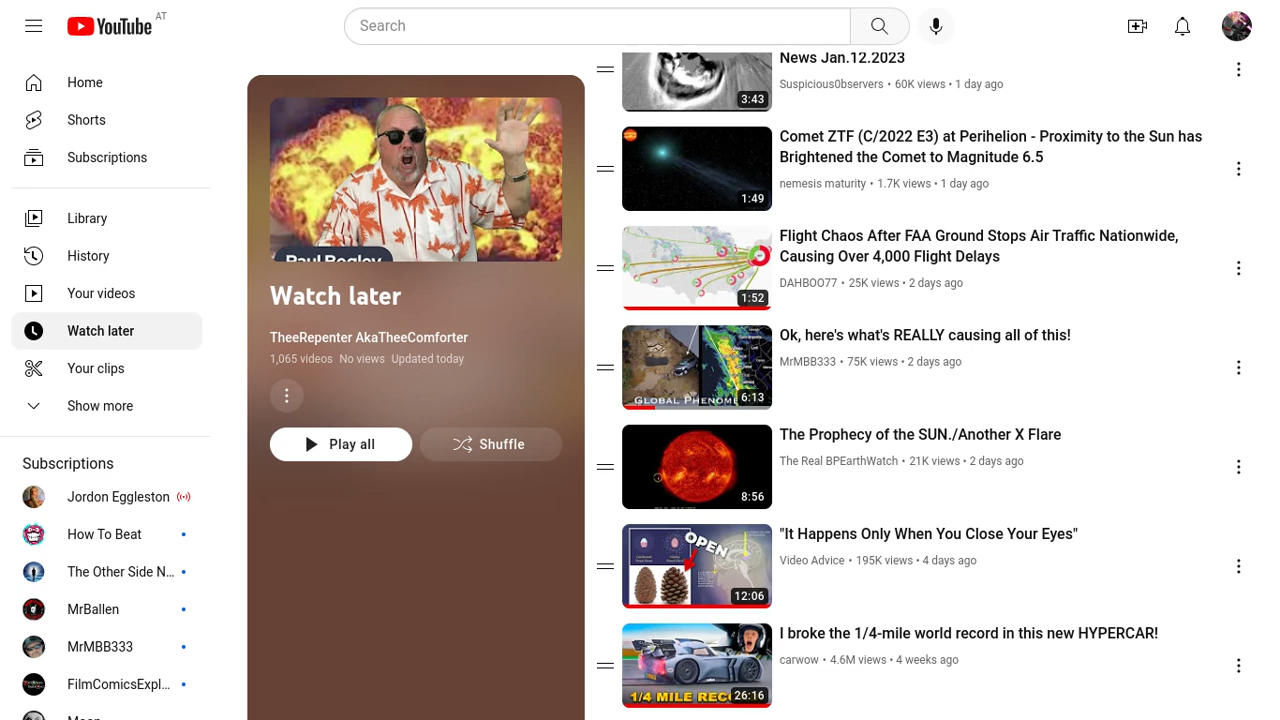 YouTube
AT
Search
Home
Shorts
Subscriptions
Library
History
Your videos
Watch later
Your clips
Show more
Subscriptions
Jordon Eggleston
How To Beat
The Other Side N...
MrBallen
MrMBB333
FilmComicsExpl...
Watch later
TheeRepenter AkaTheeComforter
1,065 videos No views Updated today
Play all
Shuffle
3:43
News Jan.12.2023
Suspicious0bservers • 60K views • 1 day ago
1:49
Comet ZTF (C/2022 E3) at Perihelion - Proximity to the Sun has
Brightened the Comet to Magnitude 6.5
nemesis maturity • 1.7K views • 1 day ago
1:52
Flight Chaos After FAA Ground Stops Air Traffic Nationwide,
Causing Over 4,000 Flight Delays
DAHBOO77 • 25K views • 2 days ago
6:13
Ok, here's what's REALLY causing all of this!
MrMBB333 • 75K views • 2 days ago
8:56
The Prophecy of the SUN./Another X Flare
The Real BPEarthWatch • 21K views • 2 days ago
OPEN
12:06
"It Happens Only When You Close Your Eyes"
Video Advice • 195K views • 4 days ago
1/4 MILE REC
26:16
I broke the 1/4-mile world record in this new HYPERCAR!
carwow • 4.6M views • 4 weeks ago